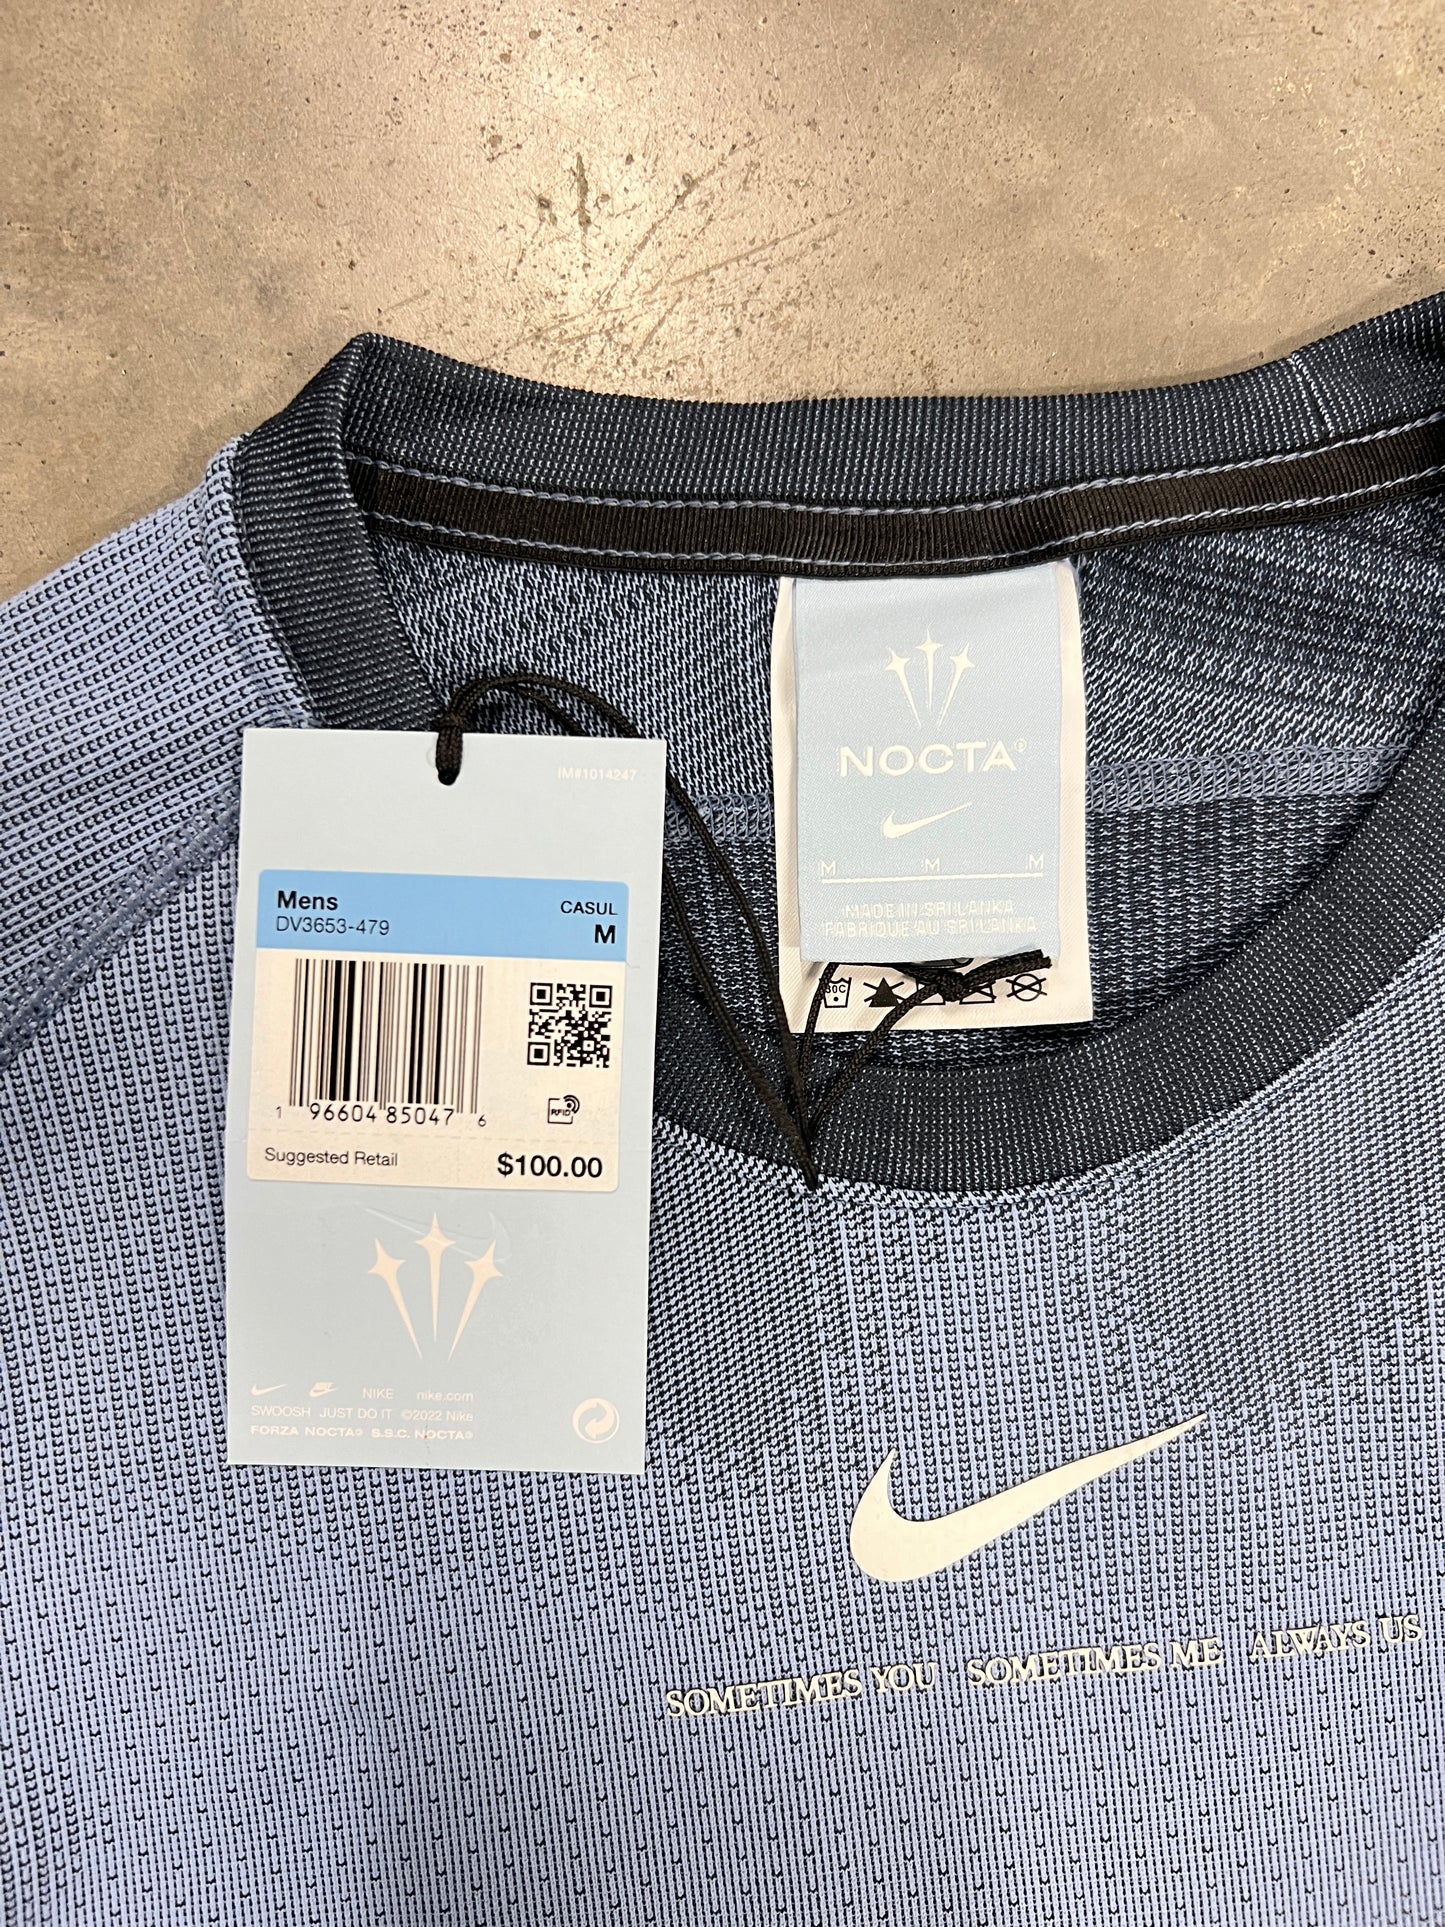 NOCTA®
M M M
MADE IN SRI LANKA
FABRIQUE AU SRI LANKA
30C
IM#1014247
Mens
DV3653-479
CASUL
M
1 96604 85047 6
RFID
Suggested Retail
$100.00
NIKE nike.com
SWOOSH JUST DO IT ©2022 Nike
FORZA NOCTA® S.S.C. NOCTA®
SOMETIMES YOU SOMETIMES ME ALWAYS US